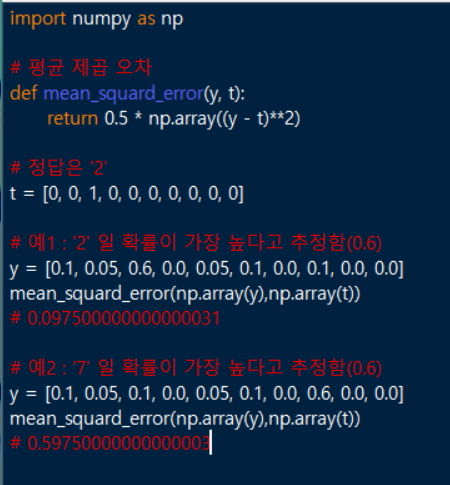 import numpy as np
# 평균 제곱 오차
def mean_squard_error(y, t):
return 0.5 * np.array((y - t)**2)
# 정답은 '2'
t = [0, 0, 1, 0, 0, 0, 0, 0, 0, 0]
# 예1 : '2' 일 확률이 가장 높다고 추정함(0.6)
y = [0.1, 0.05, 0.6, 0.0, 0.05, 0.1, 0.0, 0.1, 0.0, 0.0]
mean_squard_error(np.array(y),np.array(t))
# 0.097500000000000031
# 예2 : '7' 일 확률이 가장 높다고 추정함(0.6)
y = [0.1, 0.05, 0.1, 0.0, 0.05, 0.1, 0.0, 0.6, 0.0, 0.0]
mean_squard_error(np.array(y),np.array(t))
# 0.59750000000000003